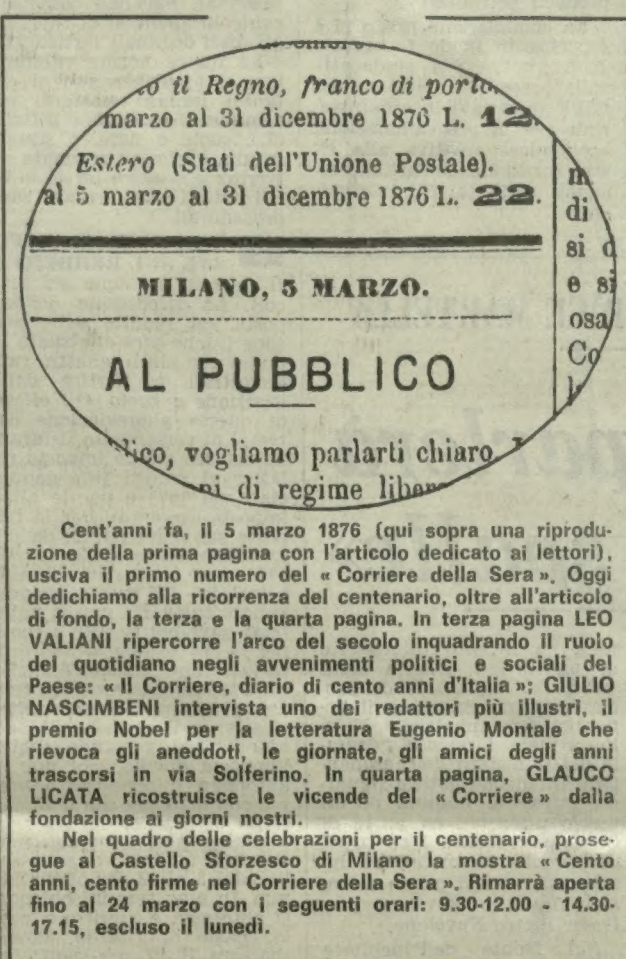 il Regno, franco di porto
marzo al 31 dicembre 1876 L. 12.
Estero (Stati dell'Unione Postale).
al 5 marzo al 31 dicembre 1876 L. 22.
MILANO, 5 MARZO.
AL PUBBLICO
blico, vogliamo parlarti chiaro.
di regime
di
si
e si
osa
Co
Cent'anni fa, il 5 marzo 1876 (qui sopra una riprodu-
zione della prima pagina con l'articolo dedicato ai lettori),
usciva il primo numero del « Corriere della Sera ». Oggi
dedichiamo alla ricorrenza del centenario, oltre all'articolo
di fondo, la terza e la quarta pagina. In terza pagina LEO
VALIANI ripercorre l'arco del secolo inquadrando il ruolo
del quotidiano negli avvenimenti politici e sociali del
Paese: « Il Corriere, diario di cento anni d'Italia »; GIULIO
NASCIMBENI intervista uno dei redattori più illustri, il
premio Nobel per la letteratura Eugenio Montale che
rievoca gli aneddoti, le giornate, gli amici degli anni
trascorsi in via Solferino. In quarta pagina, GLAUCO
LICATA ricostruisce le vicende del « Corriere » dalla
fondazione ai giorni nostri.
Nel quadro delle celebrazioni per il centenario, prose-
gue al Castello Sforzesco di Milano la mostra « Cento
anni, cento firme nel Corriere della Sera ». Rimarrà aperta
fino al 24 marzo con i seguenti orari: 9.30-12.00 - 14.30-
17.15, escluso il lunedì.